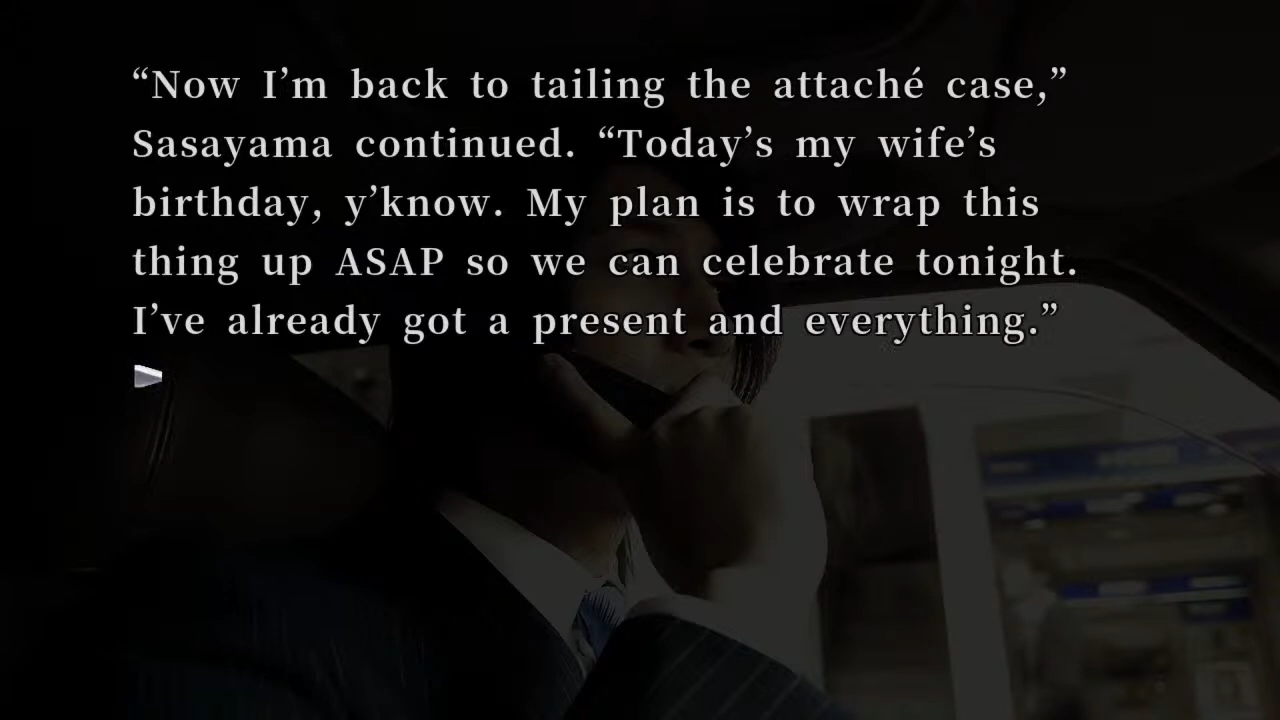 “Now I’m back to tailing the attaché case,”
Sasayama continued. “Today’s my wife’s
birthday, y’know. My plan is to wrap this
thing up ASAP so we can celebrate tonight.
I’ve already got a present and everything.”